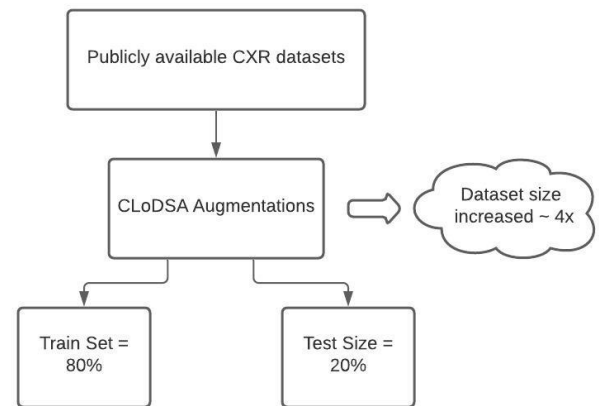 Publicly available CXR datasets
CLoDSA Augmentations
Dataset size
increased ~ 4x
Train Set =
80%
Test Size =
20%